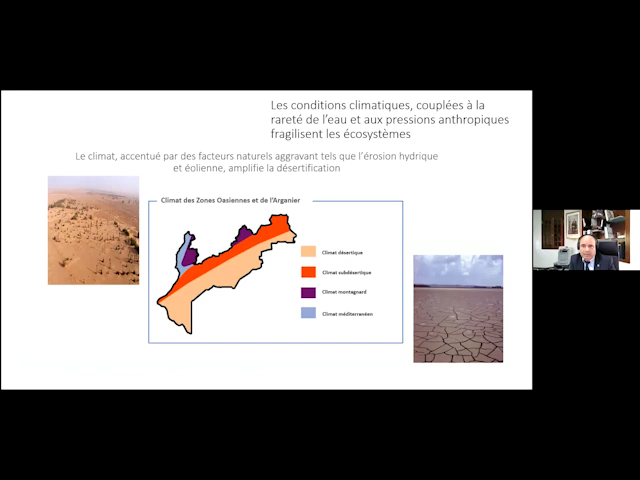 Les conditions climatiques, couplées à la
rareté de l'eau et aux pressions anthropiques
fragilisent les écosystèmes
Le climat, accentué par des facteurs naturels aggravant tels que l'érosion hydrique
et éolienne, amplifie la désertification
Climat des Zones Oasiennes et de l'Arganier
Climat désertique
Climat subdésertique
Climat montagnard
Climat méditerranéen